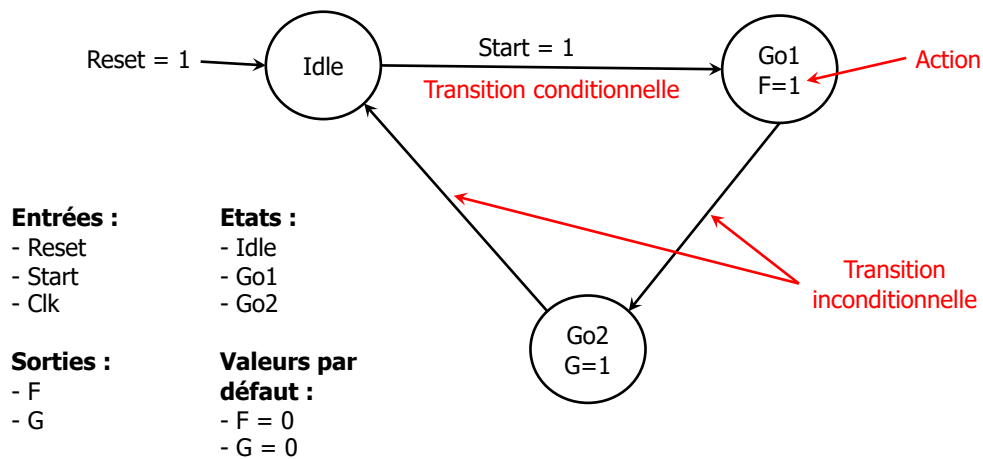 Reset = 1
Idle
Start = 1
Transition conditionnelle
Go1
F=1
Action
Entrées :
- Reset
- Start
- Clk
Etats :
- Idle
- Go1
- Go2
Transition
inconditionnelle
Go2
G=1
Sorties :
- F
- G
Valeurs par
défaut :
- F = 0
- G = 0